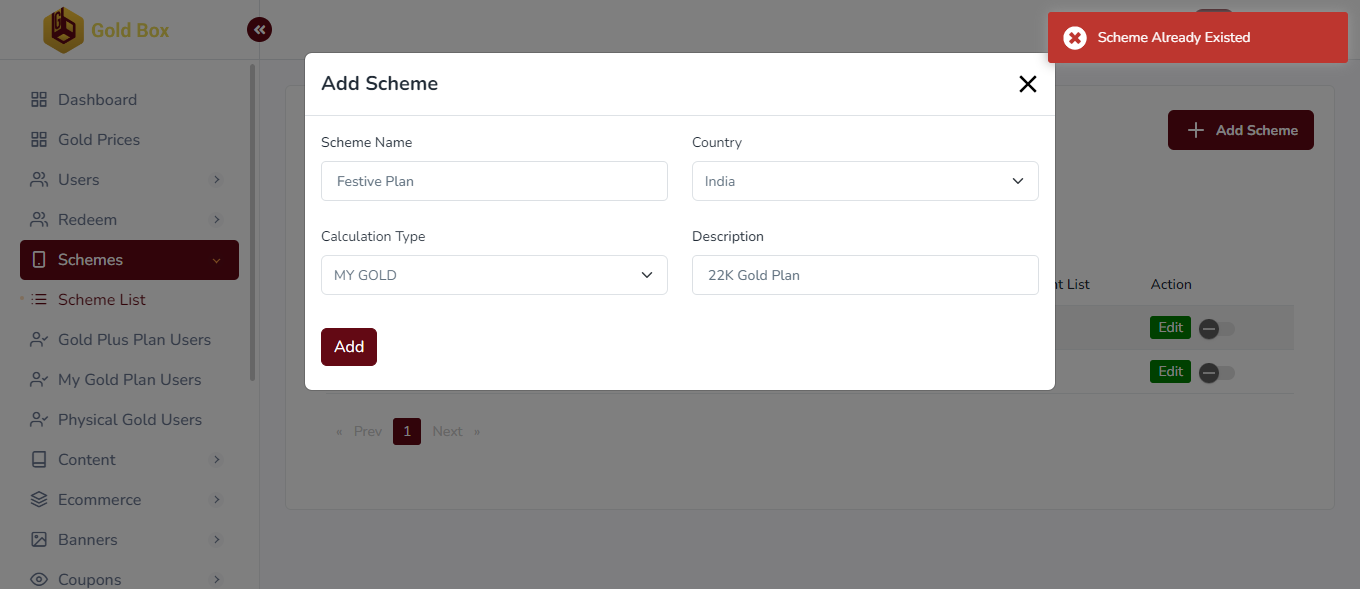 Gold Box
Scheme Already Existed
Add Scheme
Add Scheme
Scheme Name
Country
Festive Plan
India
Calculation Type
Description
MY GOLD
22K Gold Plan
Add
Dashboard
Gold Prices
Users
Redeem
Schemes
Scheme List
Gold Plus Plan Users
My Gold Plan Users
Physical Gold Users
Content
Ecommerce
Banners
Coupons
List
Action
Edit
Edit
« Prev 1 Next »